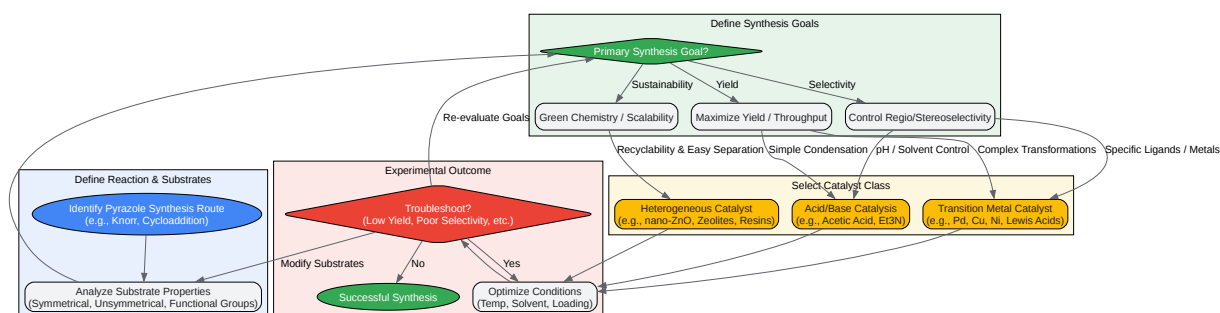 Define Synthesis Goals
Primary Synthesis Goal?
Sustainability
Yield
Selectivity
Green Chemistry / Scalability
Maximize Yield / Throughput
Control Regio/Stereoselectivity
Re-evaluate Goals
Recyclability & Easy Separation
Simple Condensation
pH / Solvent Control
Complex Transformations
Specific Ligands / Metals
Define Reaction & Substrates
Identify Pyrazole Synthesis Route
(e.g., Knorr, Cycloaddition)
Analyze Substrate Properties
(Symmetrical, Unsymmetrical, Functional Groups)
Experimental Outcome
Troubleshoot?
(Low Yield, Poor Selectivity, etc.)
Modify Substrates
No
Yes
Successful Synthesis
Optimize Conditions
(Temp, Solvent, Loading)
Select Catalyst Class
Heterogeneous Catalyst
(e.g., nano-ZnO, Zeolites, Resins)
Acid/Base Catalysis
(e.g., Acetic Acid, Et3N)
Transition Metal Catalyst
(e.g., Pd, Cu, Ni, Lewis Acids)